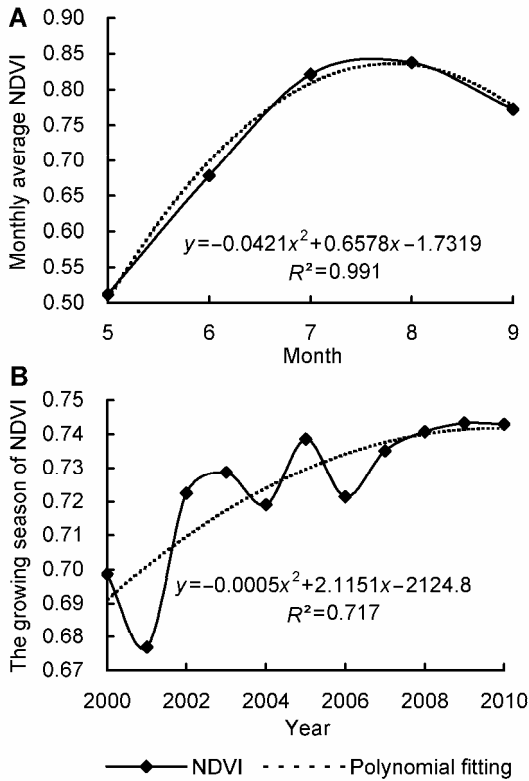 A
Monthly average NDVI
0.90
0.85
0.80
0.75
0.70
0.65
0.60
0.55
0.50
y=−0.0421x²+0.6578x−1.7319
R²=0.991
5 6 7 8 9
Month
B
The growing season of NDVI
0.75
0.74
0.73
0.72
0.71
0.70
0.69
0.68
0.67
y=−0.0005x²+2.1151x−2124.8
R²=0.717
2000 2002 2004 2006 2008 2010
Year
NDVI Polynomial fitting